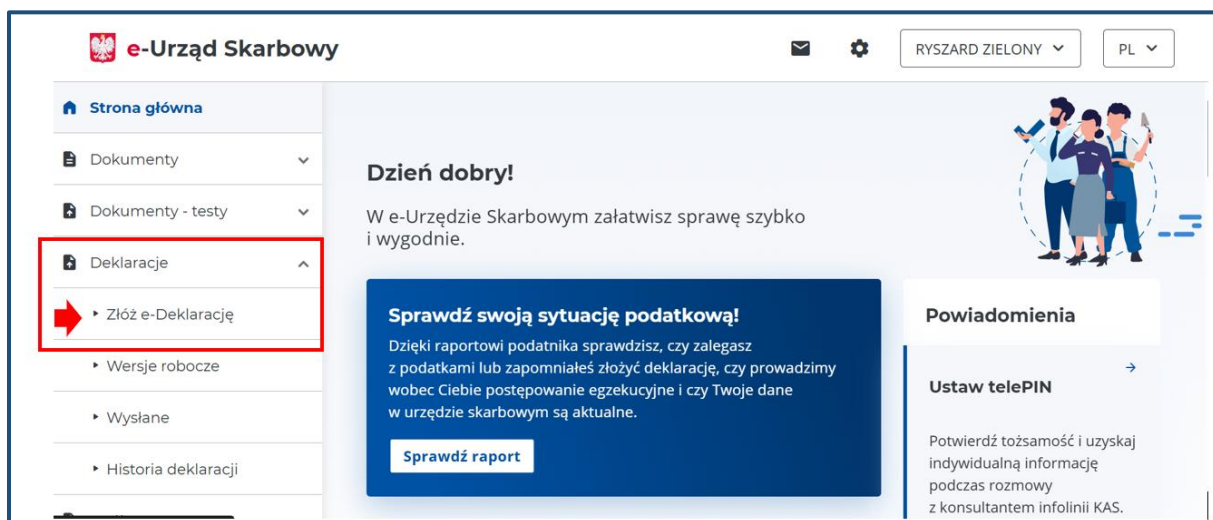 e-Urząd Skarbowy
RYSZARD ZIELONY
PL
Strona główna
Dokumenty
Dokumenty - testy
Deklaracje
Złóż e-Deklarację
Wersje robocze
Wysłane
Historia deklaracji
Dzień dobry!
W e-Urzędzie Skarbowym załatwisz sprawę szybko
i wygodnie.
Sprawdź swoją sytuację podatkową!
Dzięki raportowi podatnika sprawdzisz, czy zalegasz
z podatkami lub zapomniałeś złożyć deklarację, czy prowadzimy
wobec Ciebie postępowanie egzekucyjne i czy Twoje dane
w urzędzie skarbowym są aktualne.
Sprawdź raport
Powiadomienia
Ustaw telePIN
Potwierdź tożsamość i uzyskaj
indywidualną informację
podczas rozmowy
z konsultantem infolinii KAS.